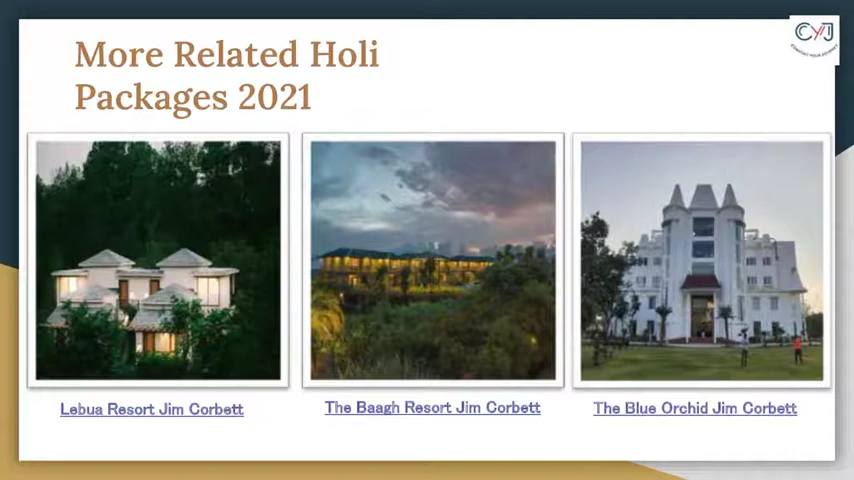 More Related Holi
Packages 2021
CYJ
Lebua Resort Jim Corbett
The Baagh Resort Jim Corbett
The Blue Orchid Jim Corbett